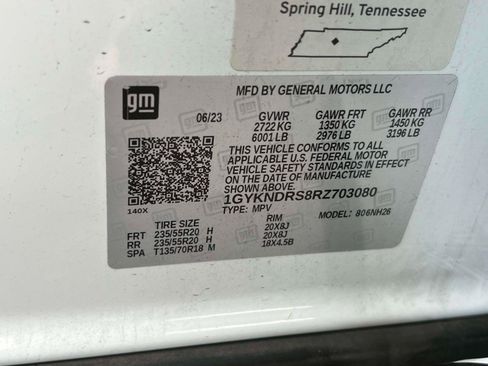 Spring Hill, Tennessee
gm
MFD BY GENERAL MOTORS LLC
06/23 GVWR GAWR FRT GAWR RR
2722 KG 1350 KG 1450 KG
6001 LB 2976 LB 3196 LB
THIS VEHICLE CONFORMS TO ALL
APPLICABLE U.S. FEDERAL MOTOR
VEHICLE SAFETY STANDARDS IN EFFECT
ON THE DATE OF MANUFACTURE
SHOWN ABOVE.
1GYKNDRS8RZ703080
140X
TYPE: MPV 806NH26
TIRE SIZE RIM
FRT 235/55R20 H 20X8J
RR 235/55R20 H 20X8J
SPA T135/70R18 M 18X4.5B